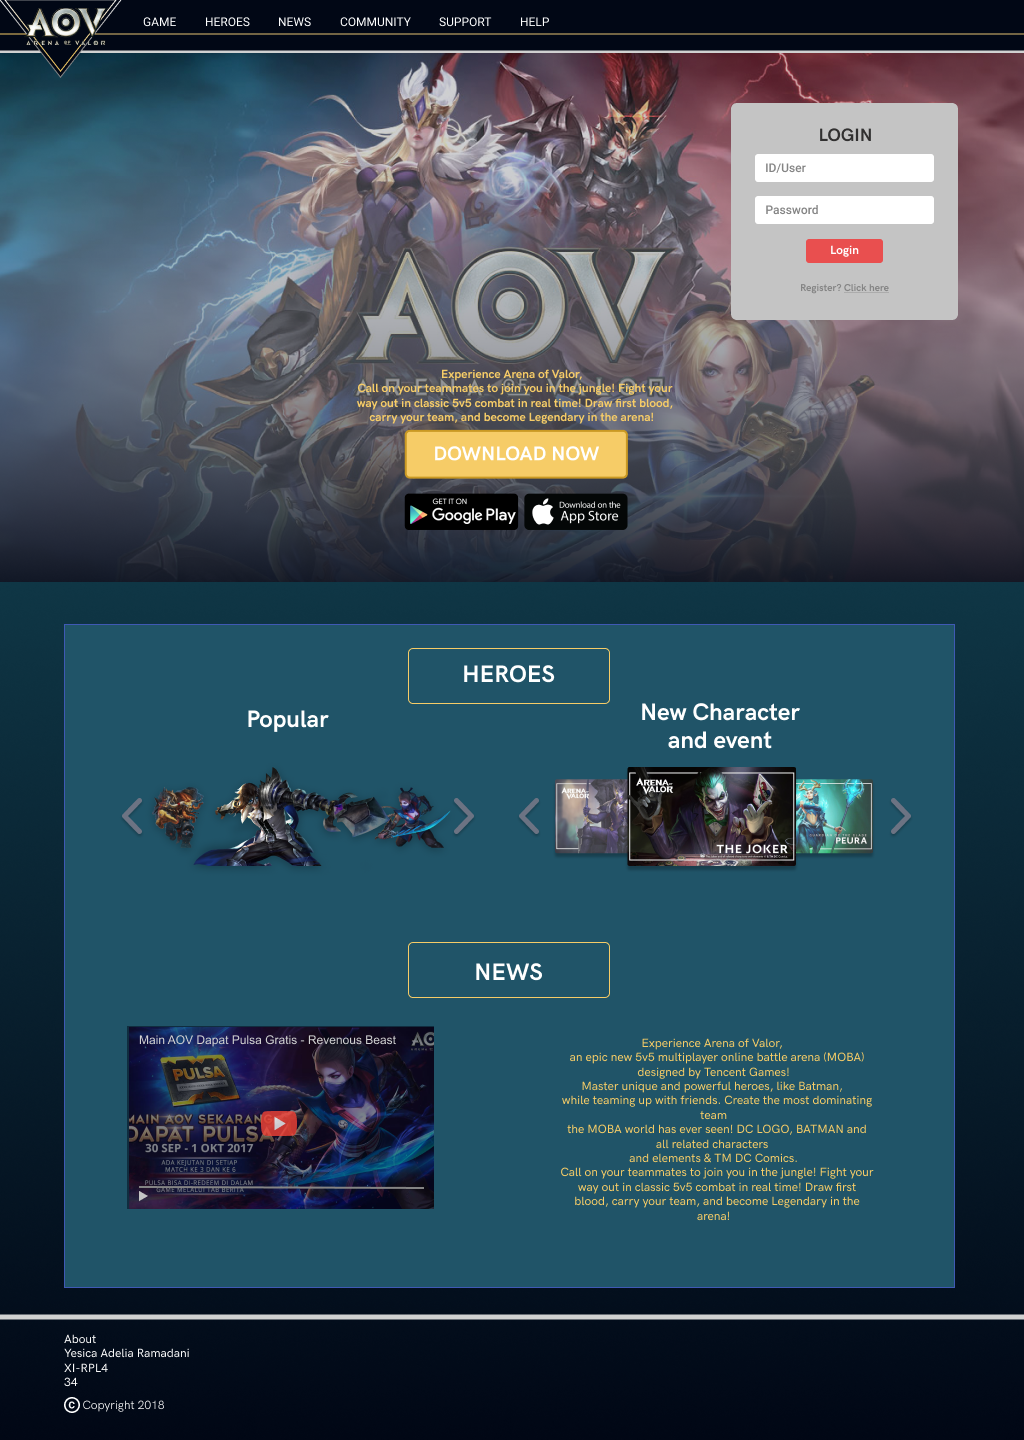 AOV
ARENA OF VALOR
GAME HEROES NEWS COMMUNITY SUPPORT HELP
LOGIN
ID/User
Password
Login
Register? Click here
AOV
ARENA OF VALOR
Experience Arena of Valor,
Call on your teammates to join you in the jungle! Fight your
way out in classic 5v5 combat in real time! Draw first blood,
carry your team, and become Legendary in the arena!
DOWNLOAD NOW
GET IT ON
Google Play
Download on the
App Store
HEROES
Popular
New Character
and event
ARENA OF
VALOR
ARENA OF
VALOR
THE JOKER
PEURA
NEWS
Main AOV Dapat Pulsa Gratis - Revenous Beast
AO
PULSA
MAIN AOV SEKARAN
DAPAT PULSA
30 SEP - 1 OKT 2017
ADA KEJUTAN DI SETIAP
MATCH KE 3 DAN KE 6
PULSA BISA DI-REDEEM DI DALAM
GAME MELALUI TAB BERITA
Experience Arena of Valor,
an epic new 5v5 multiplayer online battle arena (MOBA)
designed by Tencent Games!
Master unique and powerful heroes, like Batman,
while teaming up with friends. Create the most dominating
team
the MOBA world has ever seen! DC LOGO, BATMAN and
all related characters
and elements & TM DC Comics.
Call on your teammates to join you in the jungle! Fight your
way out in classic 5v5 combat in real time! Draw first
blood, carry your team, and become Legendary in the
arena!
About
Yesica Adelia Ramadani
XI-RPL4
34
© Copyright 2018